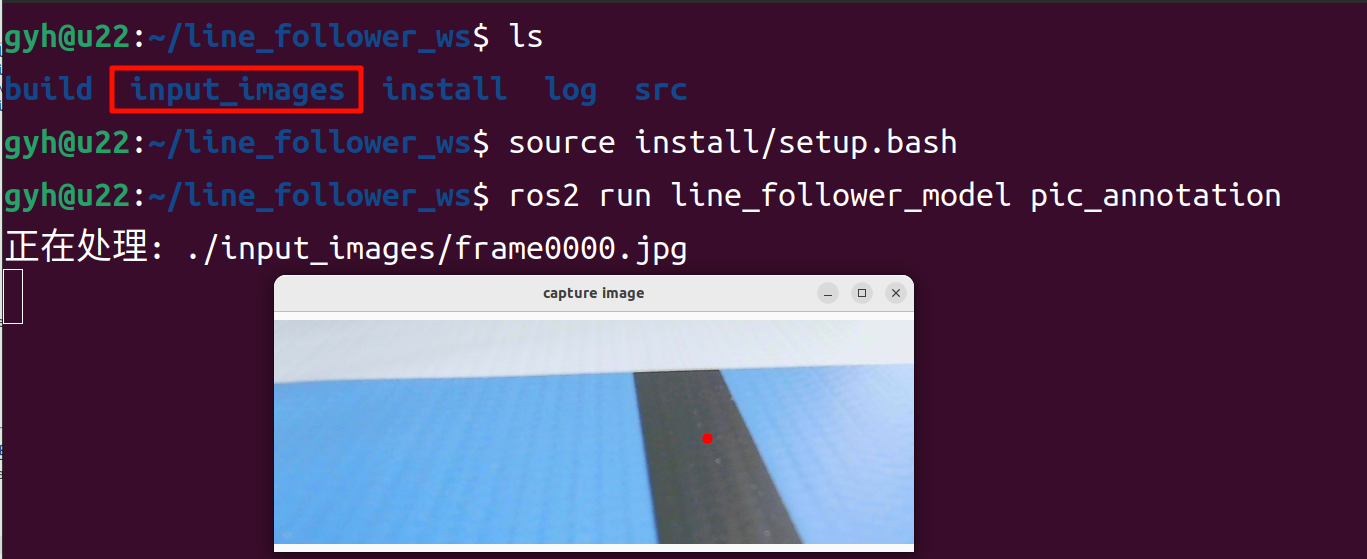 gyh@u22:~/line_follower_ws$ ls
build input_images install log src
gyh@u22:~/line_follower_ws$ source install/setup.bash
gyh@u22:~/line_follower_ws$ ros2 run line_follower_model pic_annotation
正在处理: ./input_images/frame0000.jpg
capture image